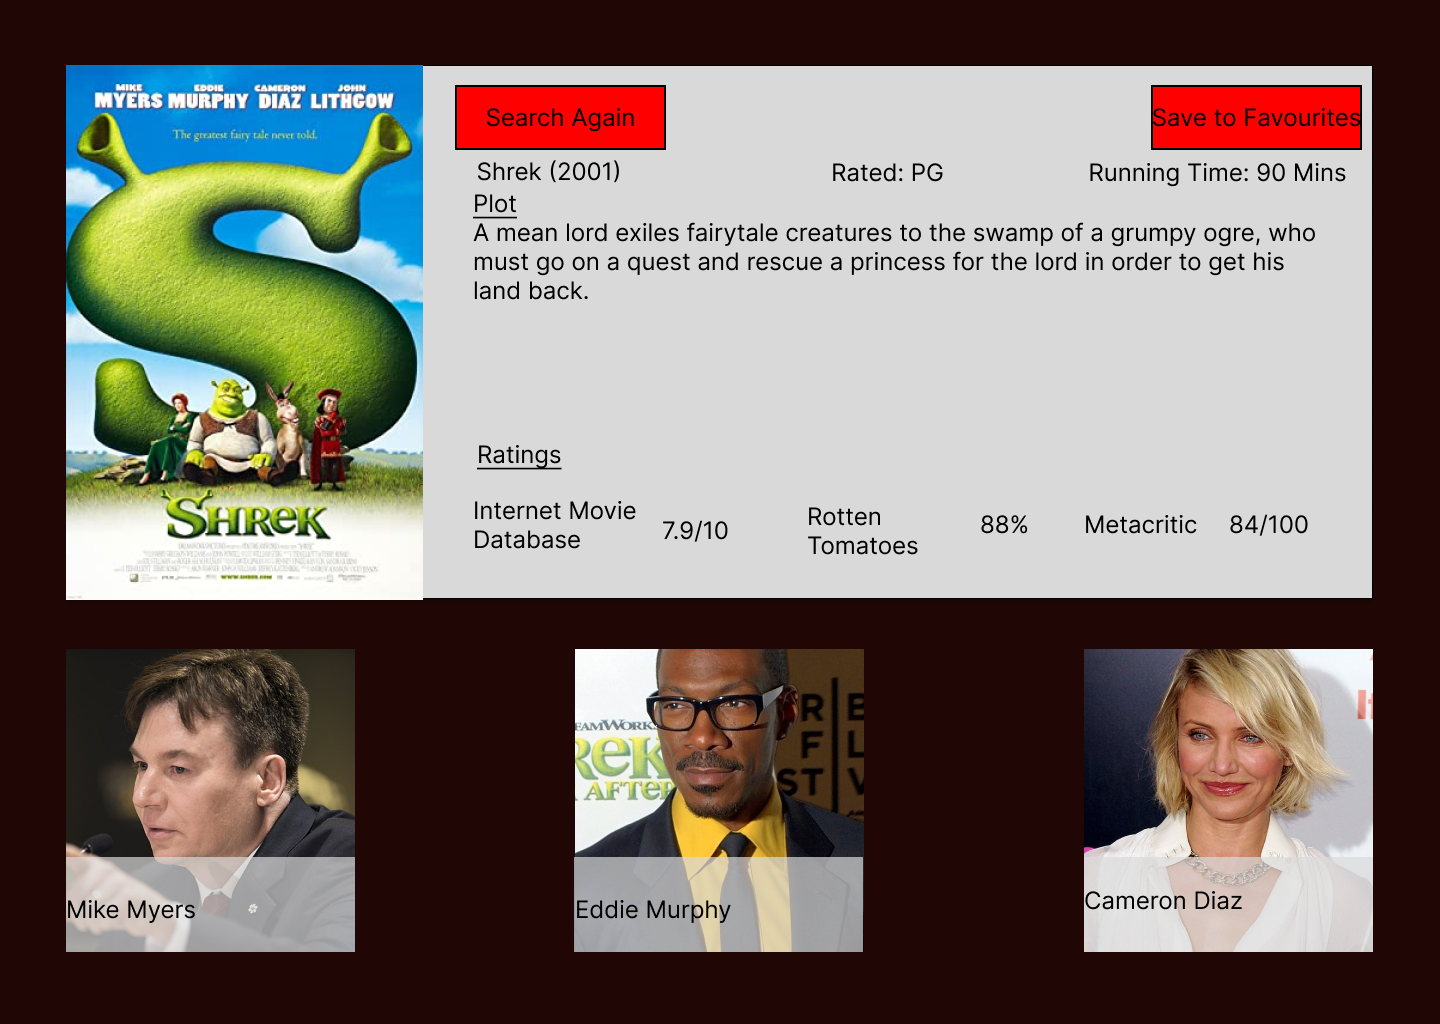 MIKE EDDIE CAMERON JOHN
MYERS MURPHY DIAZ LITHGOW
The greatest fairy tale never told.
SHREK
WWW.SHREK.COM
Search Again
Save to Favourites
Shrek (2001)
Rated: PG
Running Time: 90 Mins
Plot
A mean lord exiles fairytale creatures to the swamp of a grumpy ogre, who
must go on a quest and rescue a princess for the lord in order to get his
land back.
Ratings
Internet Movie
Database
7.9/10
Rotten
Tomatoes
88%
Metacritic
84/100
Mike Myers
EAMWORK
REK
AFTER
R E
F L
ST V
Eddie Murphy
Cameron Diaz